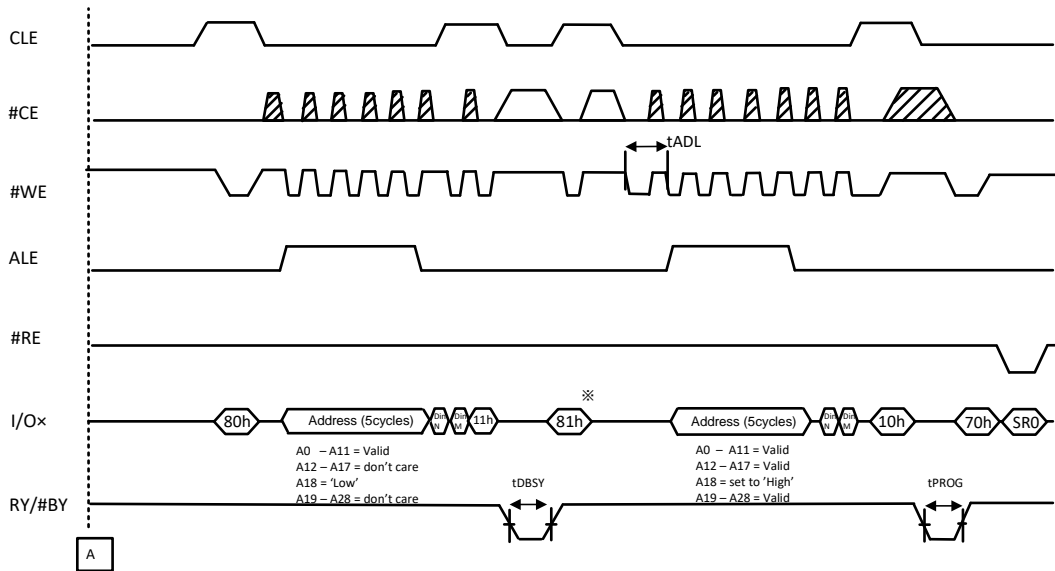 CLE
#CE
tADL
#WE
ALE
#RE
※
I/O×
80h
Address (5cycles)
Din
N
Din
M
11h
81h
Address (5cycles)
Din
N
Din
M
10h
70h
SR0
A0 – A11 = Valid
A12 – A17 = don't care
A18 = 'Low'
A19 – A28 = don't care
A0 – A11 = Valid
A12 – A17 = Valid
A18 = set to 'High'
A19 – A28 = Valid
tDBSY
tPROG
RY/#BY
A